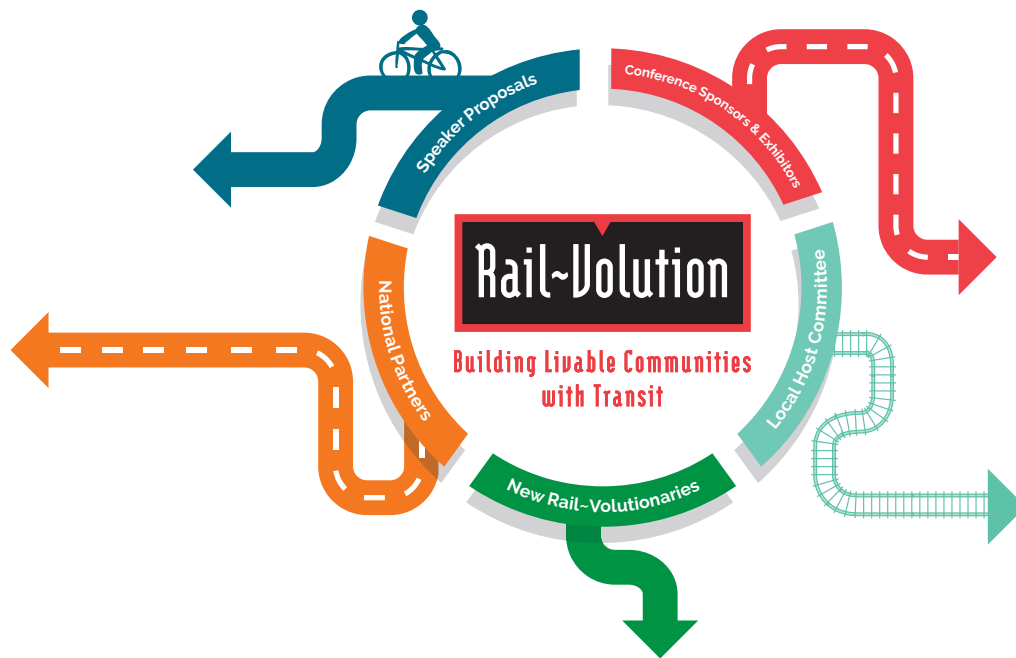 Speaker Proposals
Conference Sponsors & Exhibitors
Rail~Volution
Building Livable Communities
with Transit
National Partners
Local Host Committee
New Rail~Volutionaries